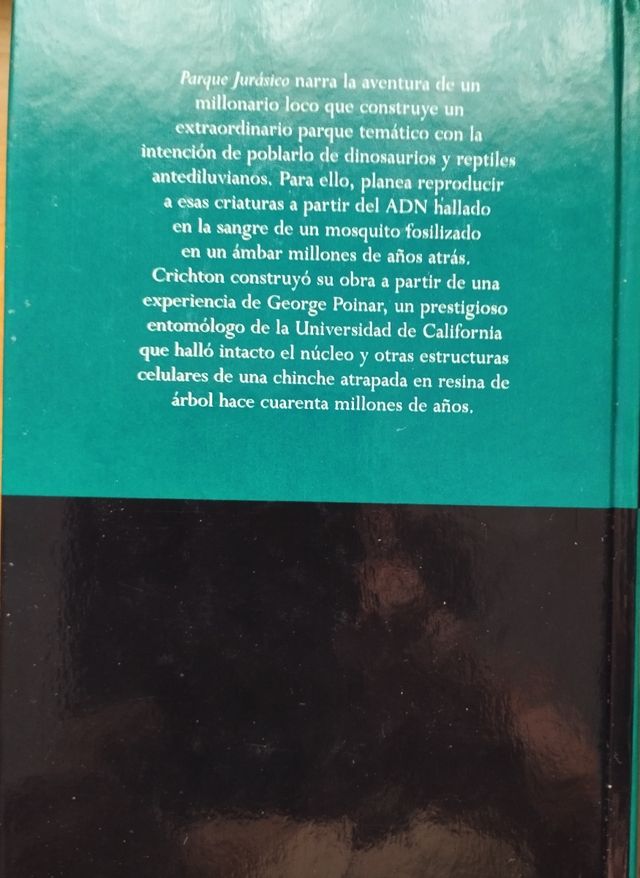 Parque Jurásico narra la aventura de un
millonario loco que construye un
extraordinario parque temático con la
intención de poblarlo de dinosaurios y reptiles
antediluvianos. Para ello, planea reproducir
a esas criaturas a partir del ADN hallado
en la sangre de un mosquito fosilizado
en un ámbar millones de años atrás.
Crichton construyó su obra a partir de una
experiencia de George Poinar, un prestigioso
entomólogo de la Universidad de California
que halló intacto el núcleo y otras estructuras
celulares de una chinche atrapada en resina de
árbol hace cuarenta millones de años.